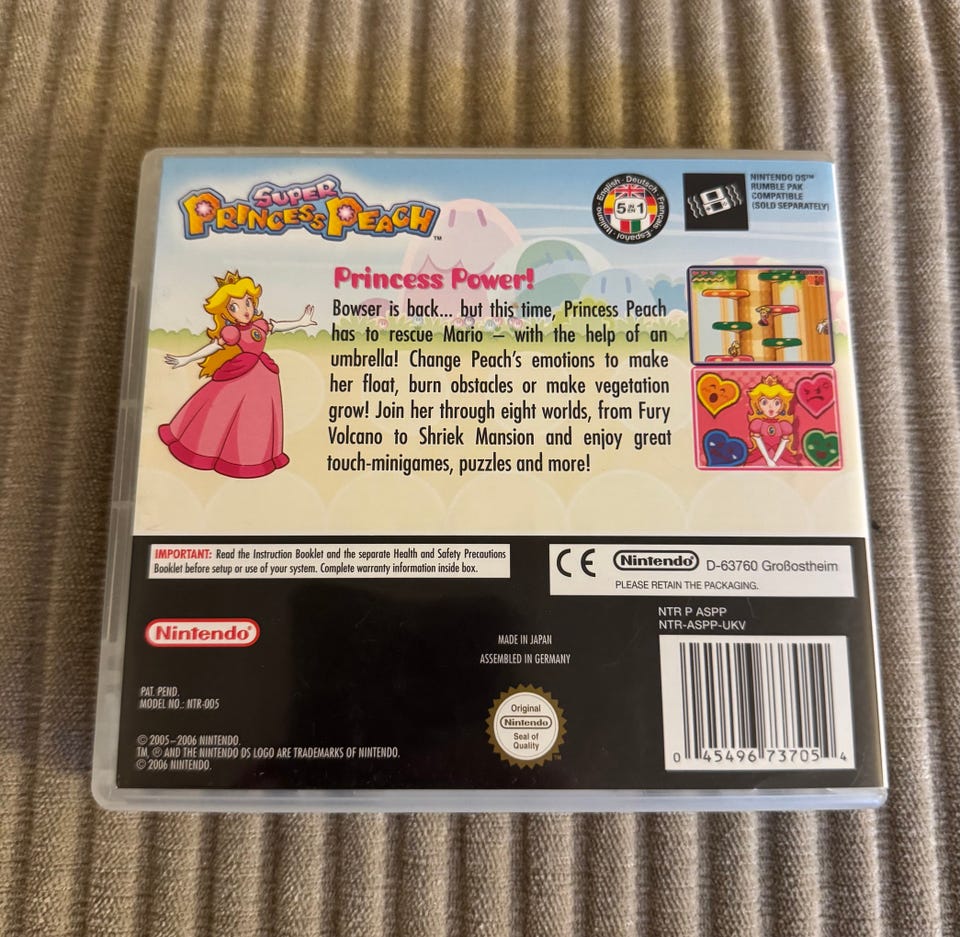 SUPER
PRINCESS PEACH™
English · Deutsch · Français · Español · Italiano ·
5 IN EN 1
NINTENDO DS™
RUMBLE PAK
COMPATIBLE
(SOLD SEPARATELY)
Princess Power!
Bowser is back... but this time, Princess Peach
has to rescue Mario – with the help of an
umbrella! Change Peach's emotions to make
her float, burn obstacles or make vegetation
grow! Join her through eight worlds, from Fury
Volcano to Shriek Mansion and enjoy great
touch-minigames, puzzles and more!
IMPORTANT: Read the Instruction Booklet and the separate Health and Safety Precautions
Booklet before setup or use of your system. Complete warranty information inside box.
CE Nintendo® D-63760 Großostheim
PLEASE RETAIN THE PACKAGING.
NTR P ASPP
NTR-ASPP-UKV
Nintendo®
MADE IN JAPAN
ASSEMBLED IN GERMANY
PAT. PEND.
MODEL NO.: NTR-005
Original
Nintendo®
Seal of
Quality
™
© 2005–2006 NINTENDO.
TM, ® AND THE NINTENDO DS LOGO ARE TRADEMARKS OF NINTENDO.
© 2006 NINTENDO.
0 45496 73705 4